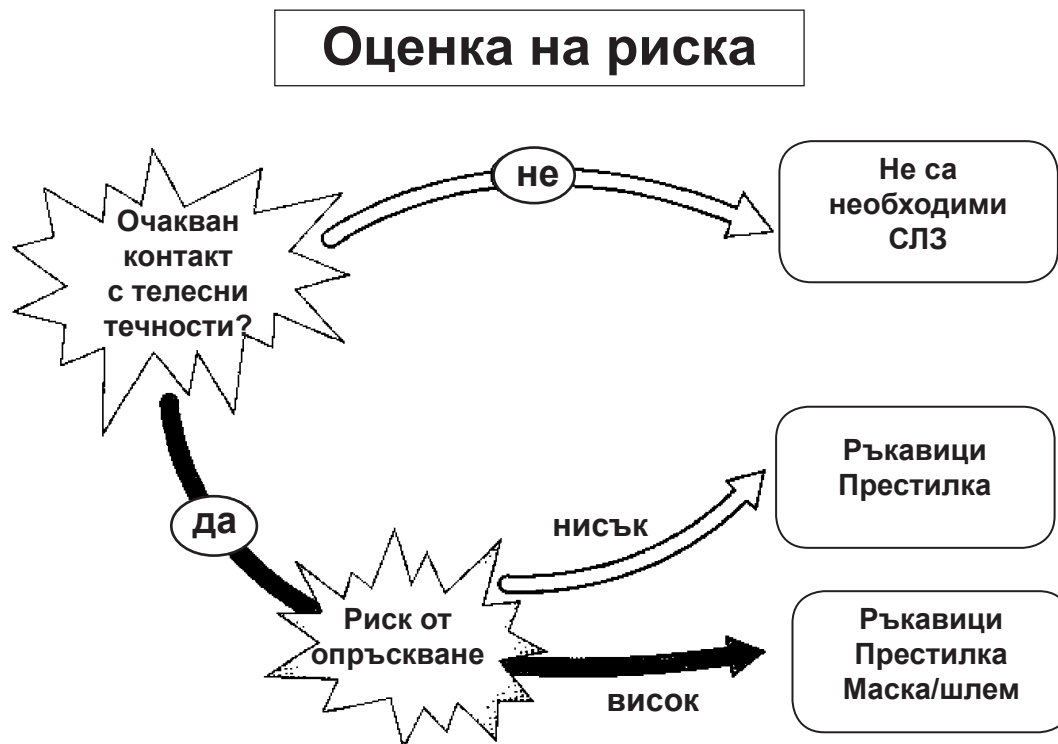 Оценка на риска
Очакван
контакт
с телесни
течности?
не
Не са
необходими
СЛЗ
да
Риск от
опръскване
нисък
Ръкавици
Престилка
висок
Ръкавици
Престилка
Маска/шлем